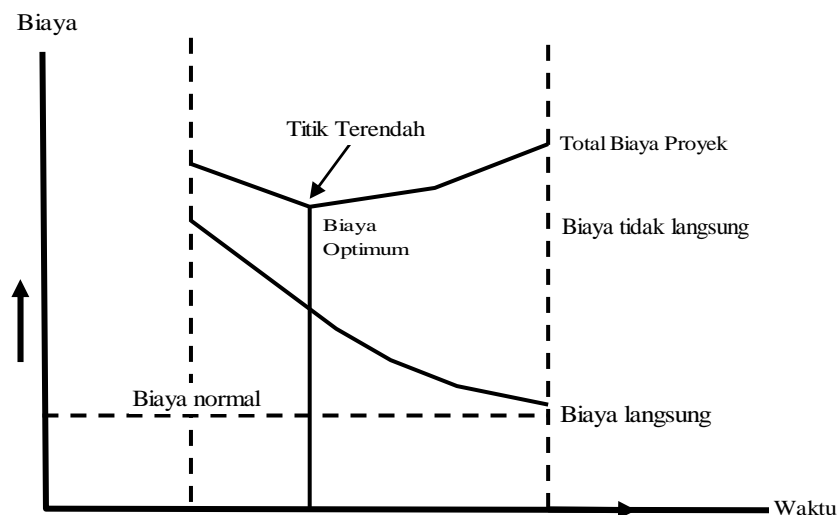 Biaya
Titik Terendah
Total Biaya Proyek
Biaya
Optimum
Biaya tidak langsung
Biaya normal
Biaya langsung
Waktu